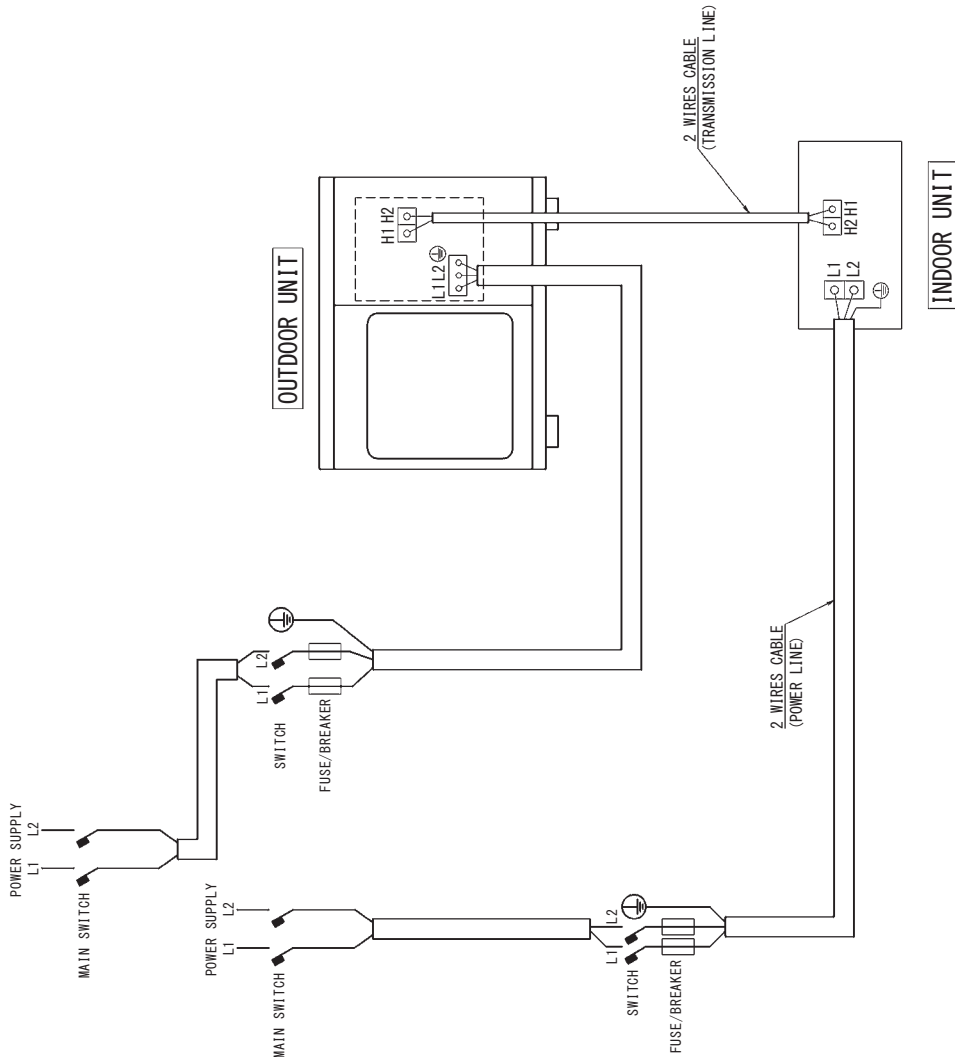 POWER SUPPLY
L1 L2
MAIN SWITCH
L1 L2
SWITCH
FUSE/BREAKER
OUTDOOR UNIT
L1 L2
H1 H2
POWER SUPPLY
L1 L2
MAIN SWITCH
L1 L2
SWITCH
FUSE/BREAKER
2 WIRES CABLE
(POWER LINE)
2 WIRES CABLE
(TRANSMISSION LINE)
L1
L2
H2 H1
INDOOR UNIT